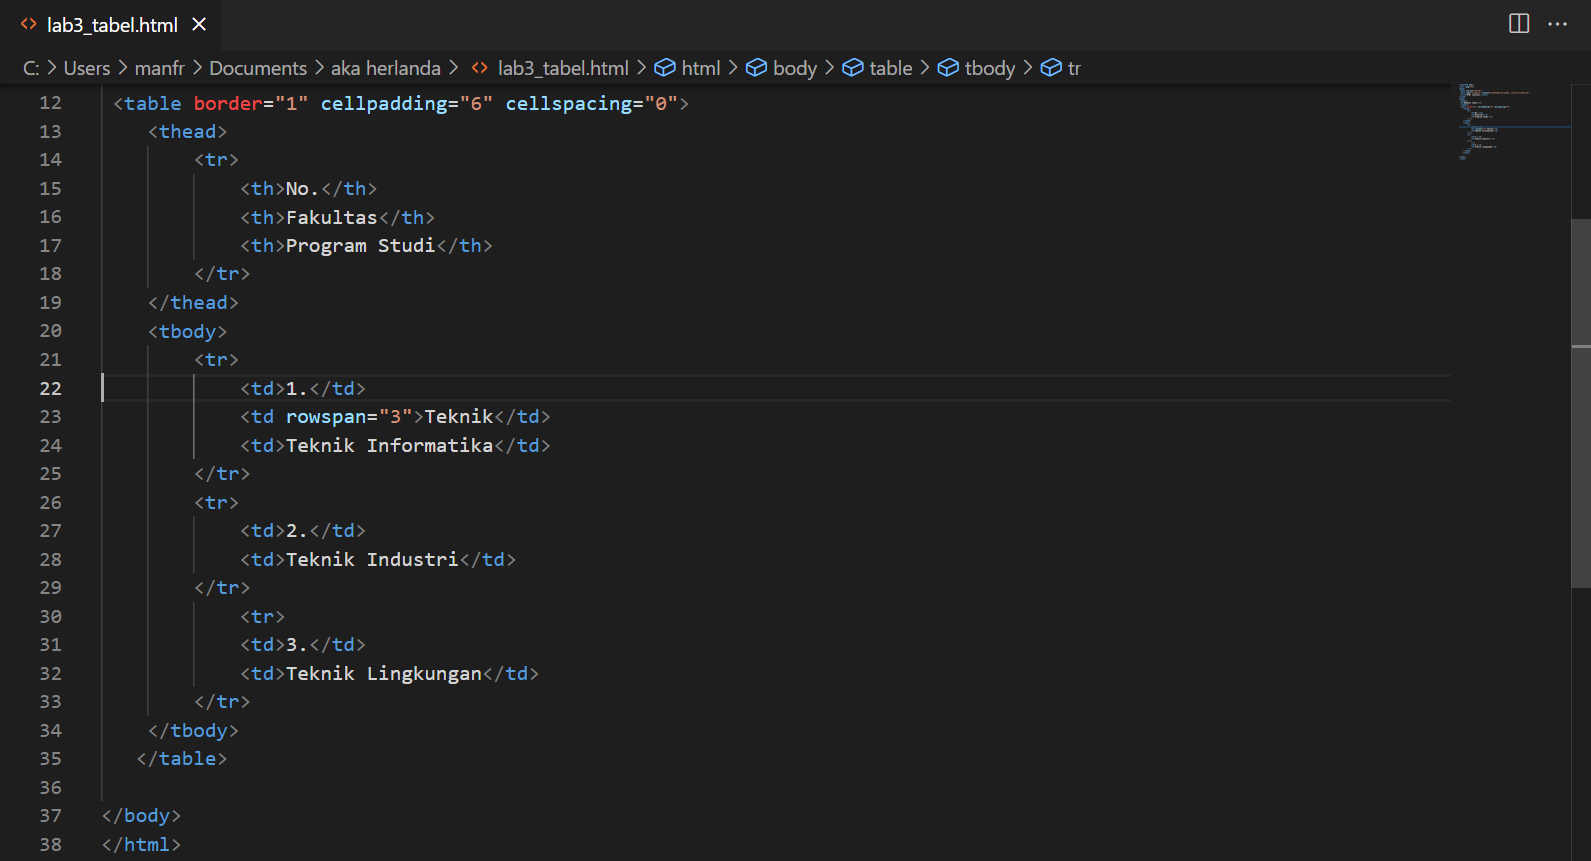 lab3_tabel.html
C: > Users > manfr > Documents > aka herlanda > lab3_tabel.html > html > body > table > tbody > tr
12 <table border="1" cellpadding="6" cellspacing="0">
13 <thead>
14 <tr>
15 <th>No.</th>
16 <th>Fakultas</th>
17 <th>Program Studi</th>
18 </tr>
19 </thead>
20 <tbody>
21 <tr>
22 <td>1.</td>
23 <td rowspan="3">Teknik</td>
24 <td>Teknik Informatika</td>
25 </tr>
26 <tr>
27 <td>2.</td>
28 <td>Teknik Industri</td>
29 </tr>
30 <tr>
31 <td>3.</td>
32 <td>Teknik Lingkungan</td>
33 </tr>
34 </tbody>
35 </table>
36
37 </body>
38 </html>